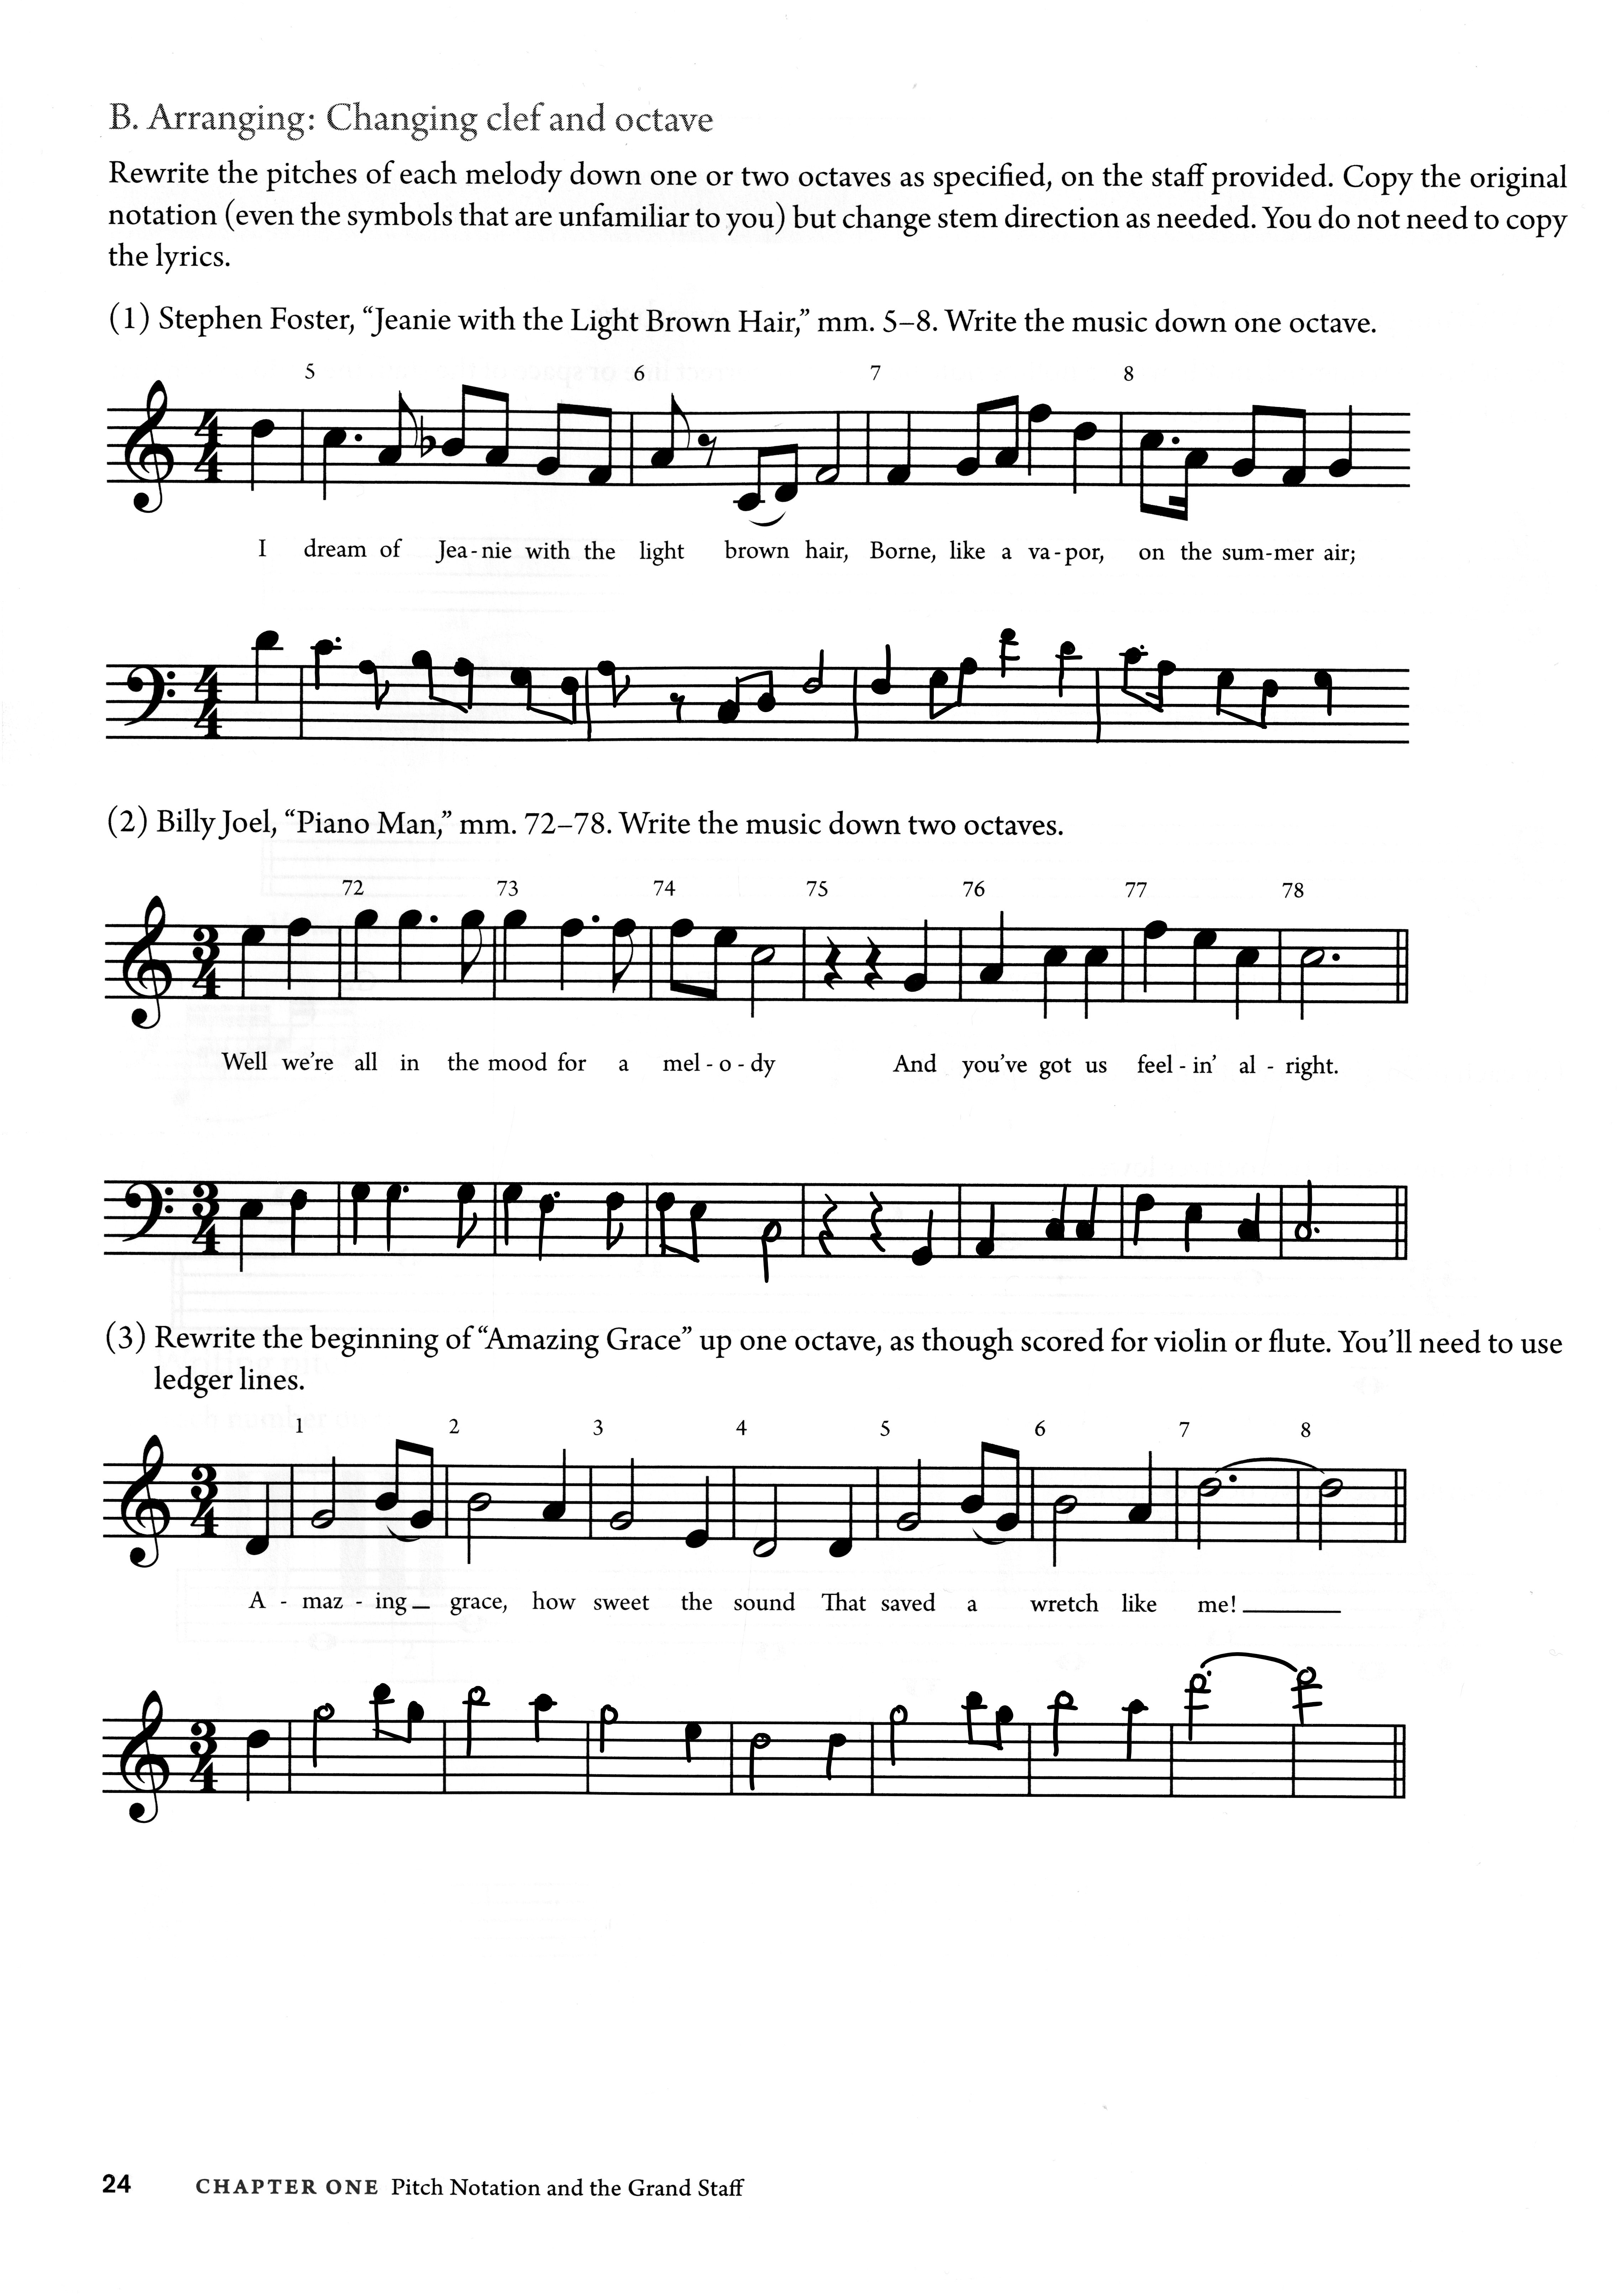 B. Arranging: Changing clef and octave
Rewrite the pitches of each melody down one or two octaves as specified, on the staff provided. Copy the original
notation (even the symbols that are unfamiliar to you) but change stem direction as needed. You do not need to copy
the lyrics.
(1) Stephen Foster, “Jeanie with the Light Brown Hair,” mm. 5–8. Write the music down one octave.
5 6 7 8
4
4
I dream of Jea - nie with the light brown hair, Borne, like a va - por, on the sum-mer air;
4
4
(2) Billy Joel, “Piano Man,” mm. 72–78. Write the music down two octaves.
72 73 74 75 76 77 78
3
4
Well we’re all in the mood for a mel - o - dy And you’ve got us feel - in’ al - right.
3
4
(3) Rewrite the beginning of “Amazing Grace” up one octave, as though scored for violin or flute. You’ll need to use
ledger lines.
1 2 3 4 5 6 7 8
3
4
A - maz - ing grace, how sweet the sound That saved a wretch like me!
3
4
24 CHAPTER ONE Pitch Notation and the Grand Staff